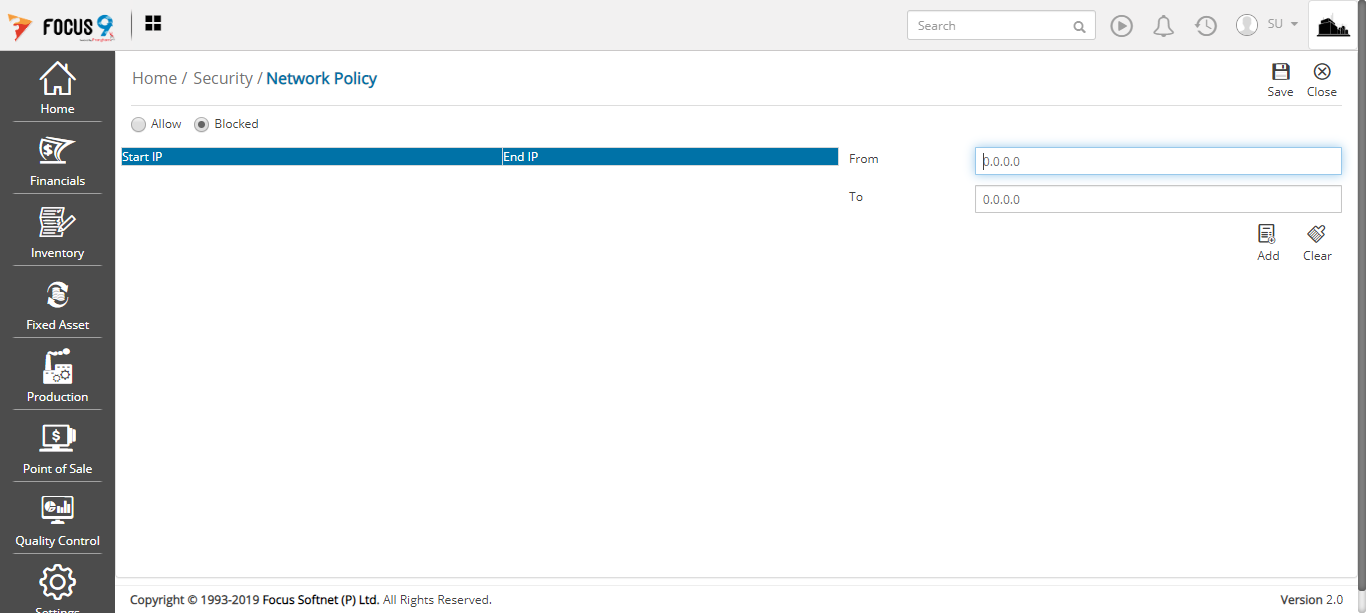 FOCUS 9
Search
SU
Home / Security / Network Policy
Save
Close
Allow
Blocked
Start IP
End IP
From
0.0.0.0
To
0.0.0.0
Add
Clear
Home
Financials
Inventory
Fixed Asset
Production
Point of Sale
Quality Control
Settings
Copyright © 1993-2019 Focus Softnet (P) Ltd. All Rights Reserved.
Version 2.0